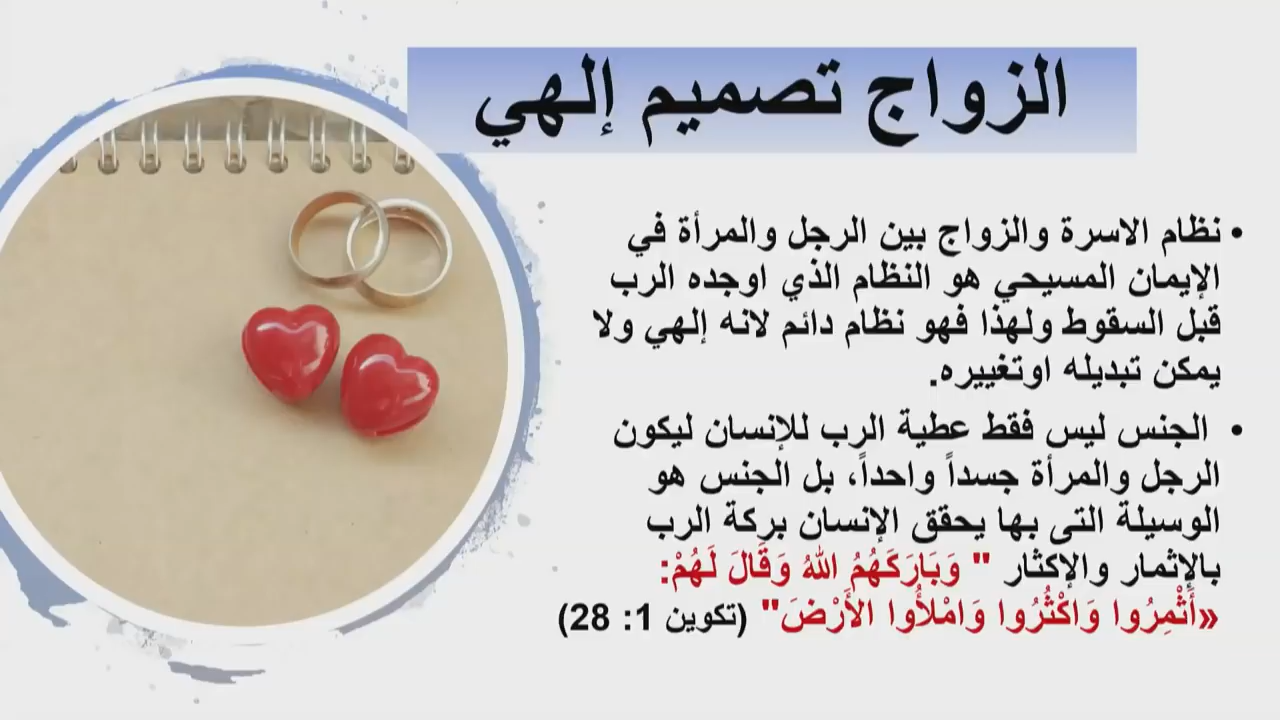 الزواج تصميم إلهي
• نظام الاسرة والزواج بين الرجل والمرأة في
الإيمان المسيحي هو النظام الذي اوجده الرب
قبل السقوط ولهذا فهو نظام دائم لانه إلهي ولا
يمكن تبديله اوتغييره.
• الجنس ليس فقط عطية الرب للإنسان ليكون
الرجل والمرأة جسداً واحداً، بل الجنس هو
الوسيلة التى بها يحقق الإنسان بركة الرب
بالإثمار والإكثار " وَبَارَكَهُمُ اللهُ وَقَالَ لَهُمْ:
«أَثْمِرُوا وَاكْثُرُوا وَامْلأُوا الأَرْضَ" (تكوين 1: 28)